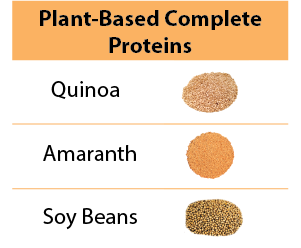 Plant-Based Complete
Proteins
Quinoa
Amaranth
Soy Beans